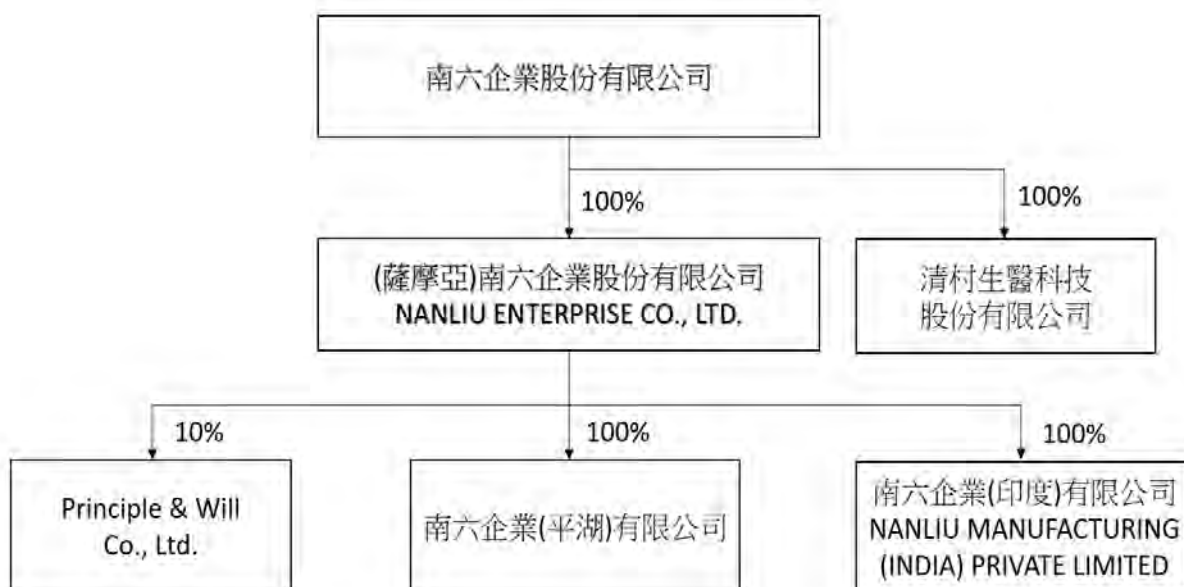 南六企業股份有限公司
100%
100%
(薩摩亞)南六企業股份有限公司
NANLIU ENTERPRISE CO., LTD.
清村生醫科技
股份有限公司
10%
100%
100%
Principle & Will
Co., Ltd.
南六企業(平湖)有限公司
南六企業(印度)有限公司
NANLIU MANUFACTURING
(INDIA) PRIVATE LIMITED